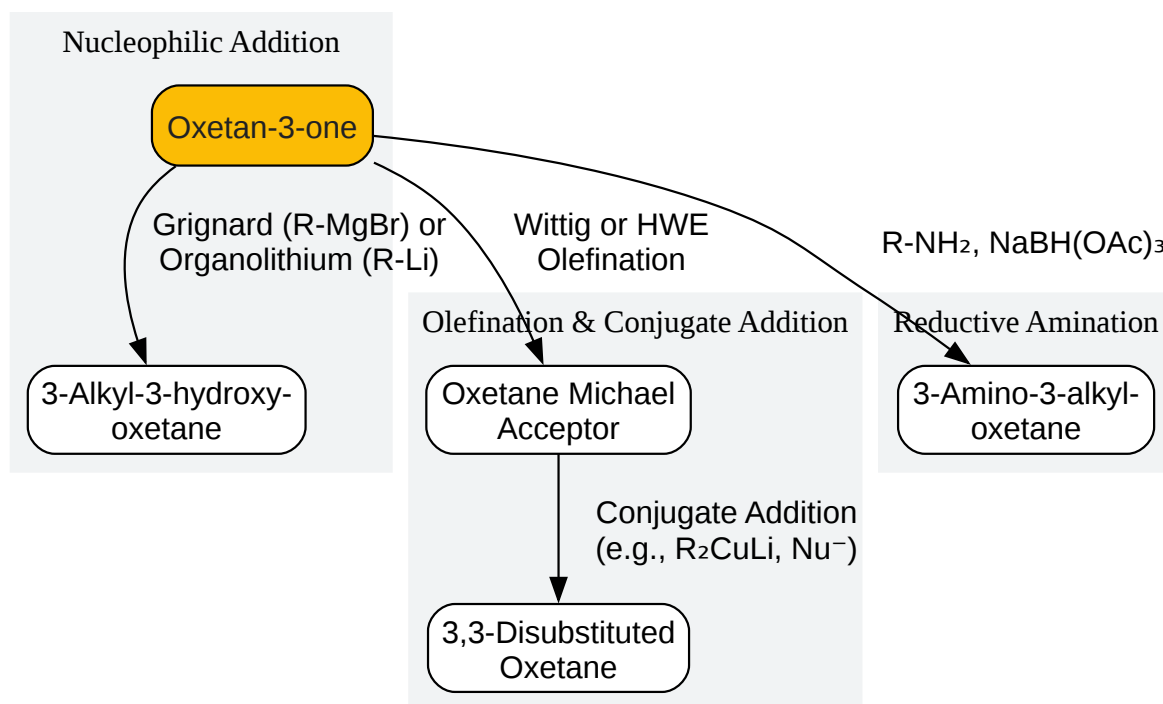 Nucleophilic Addition
Oxetan-3-one
Grignard (R-MgBr) or
Organolithium (R-Li)
Wittig or HWE
Olefination
R-NH₂, NaBH(OAc)₃
Olefination & Conjugate Addition
Reductive Amination
3-Alkyl-3-hydroxy-
oxetane
Oxetane Michael
Acceptor
3-Amino-3-alkyl-
oxetane
Conjugate Addition
(e.g., R₂CuLi, Nu⁻)
3,3-Disubstituted
Oxetane